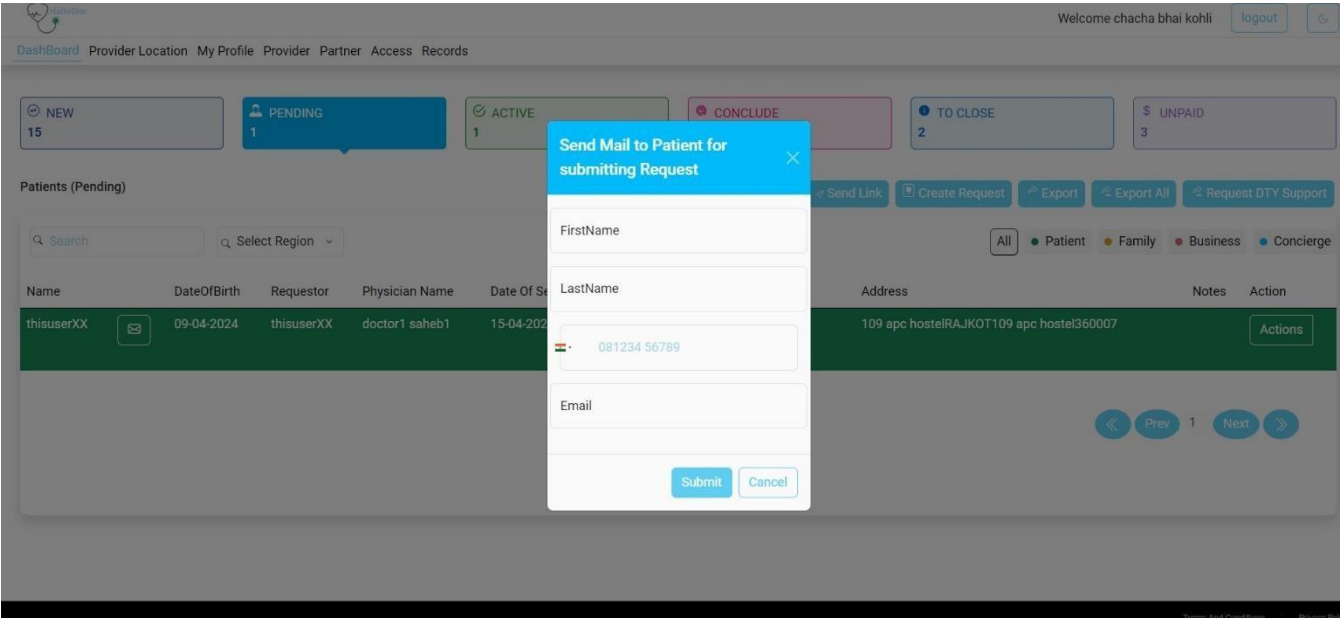 HalloDoc
Welcome chacha bhai kohli logout
DashBoard Provider Location My Profile Provider Partner Access Records
NEW
15
PENDING
1
ACTIVE
1
CONCLUDE
TO CLOSE
2
UNPAID
3
Send Mail to Patient for
submitting Request
Patients (Pending)
Send Link Create Request Export Export All Request DTY Support
Search Select Region
All Patient Family Business Concierge
FirstName
LastName
081234 56789
Email
Submit Cancel
Name DateOfBirth Requestor Physician Name Date Of Address Notes Action
thisuserXX 09-04-2024 thisuserXX doctor1 saheb1 15-04-202 109 apc hostelRAJKOT109 apc hostel360007 Actions
Prev 1 Next
Terms And Conditions